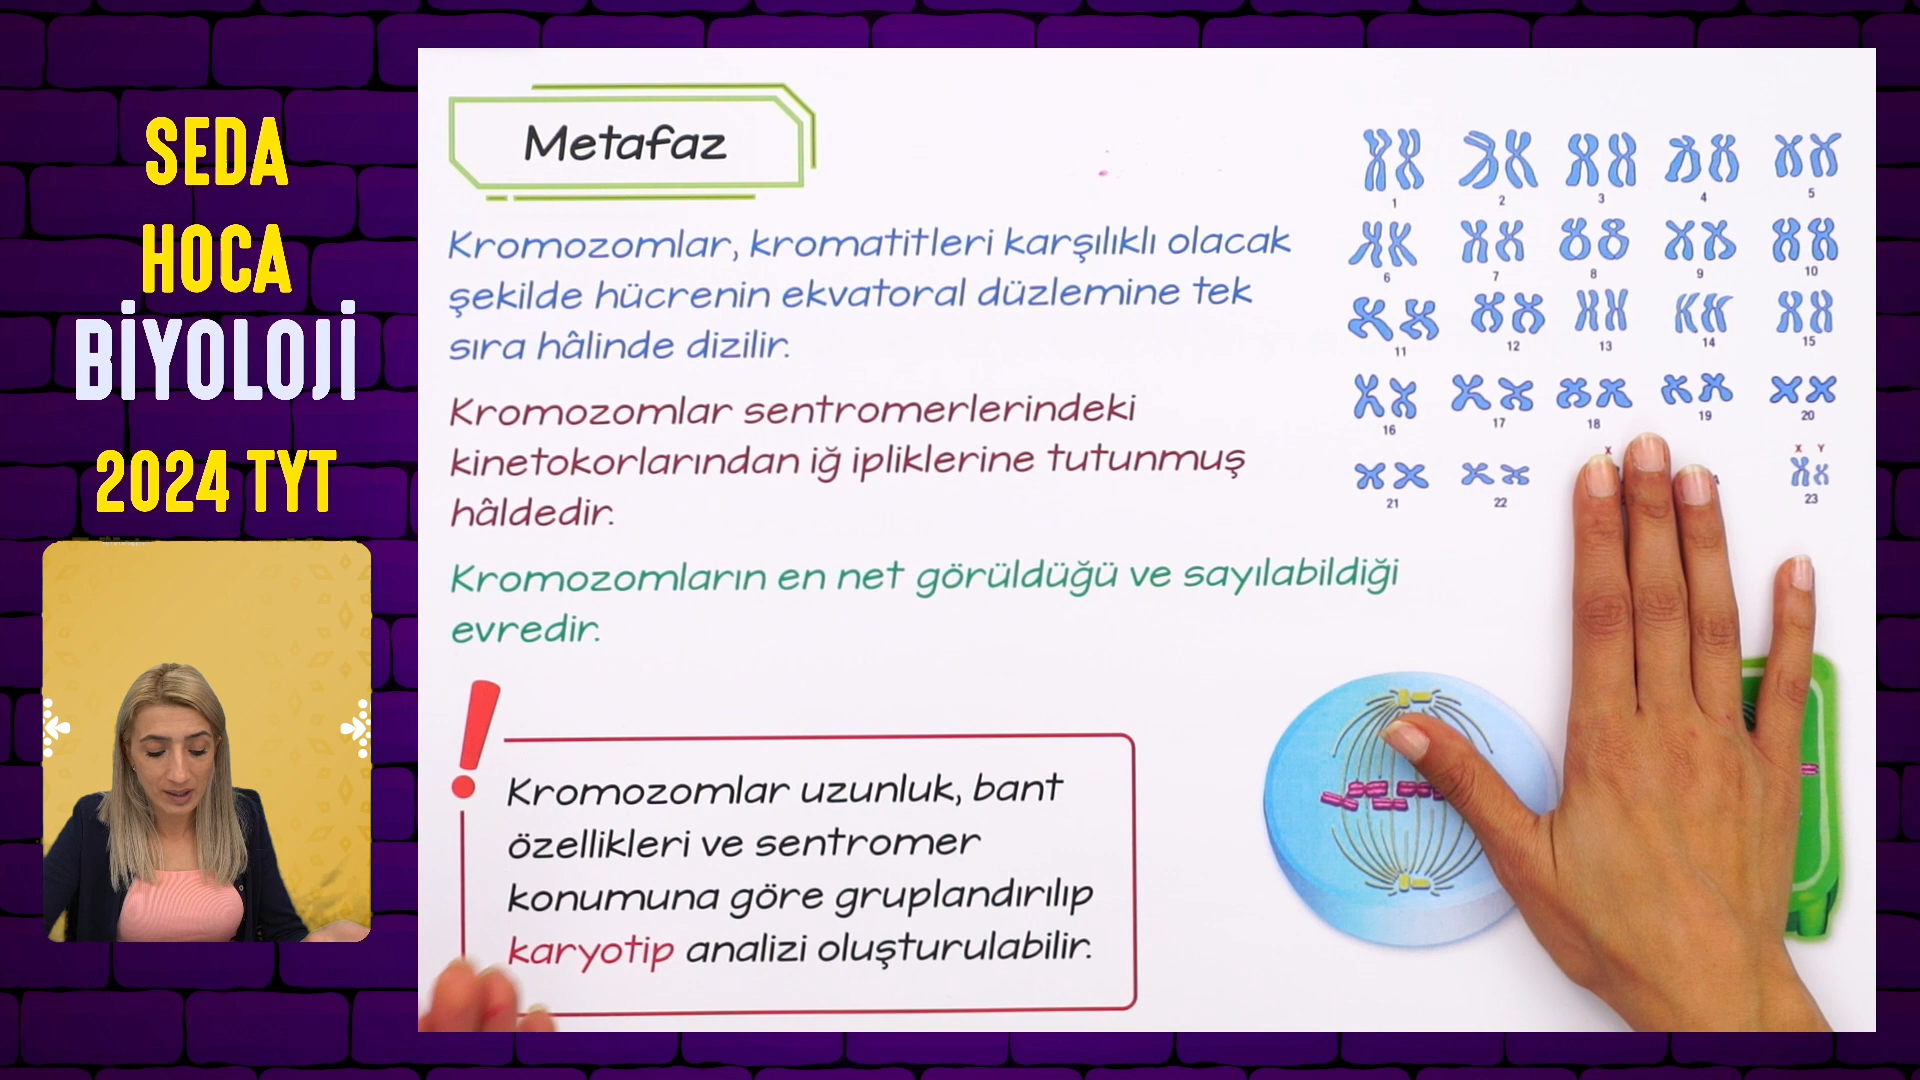 SEDA
HOCA
BİYOLOJİ
2024 TYT
Metafaz
Kromozomlar, kromatitleri karşılıklı olacak
şekilde hücrenin ekvatoral düzlemine tek
sıra hâlinde dizilir.
Kromozomlar sentromerlerindeki
kinetokorlarından iğ ipliklerine tutunmuş
hâldedir.
Kromozomların en net görüldüğü ve sayılabildiği
evredir.
Kromozomlar uzunluk, bant
özellikleri ve sentromer
konumuna göre gruplandırılıp
karyotip analizi oluşturulabilir.
1 2 3 4 5
6 7 8 9 10
11 12 13 14 15
16 17 18 19 20
X X Y
21 22 23